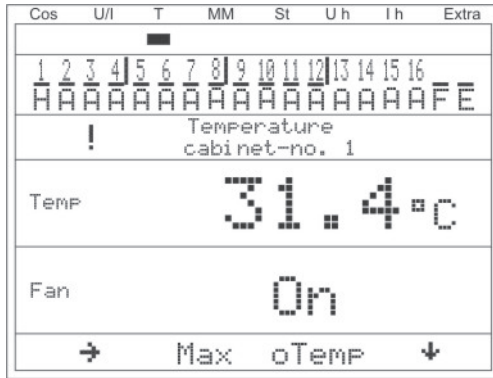 Cos U/I T MM St U h I h Extra
1 2 3 4 5 6 7 8 9 10 11 12 13 14 15 16
H A A A A A A A A A A A A A A A F E
! Temperature
cabinet-no. 1
Temp 31.4 °C
Fan On
→ Max oTemp ↓